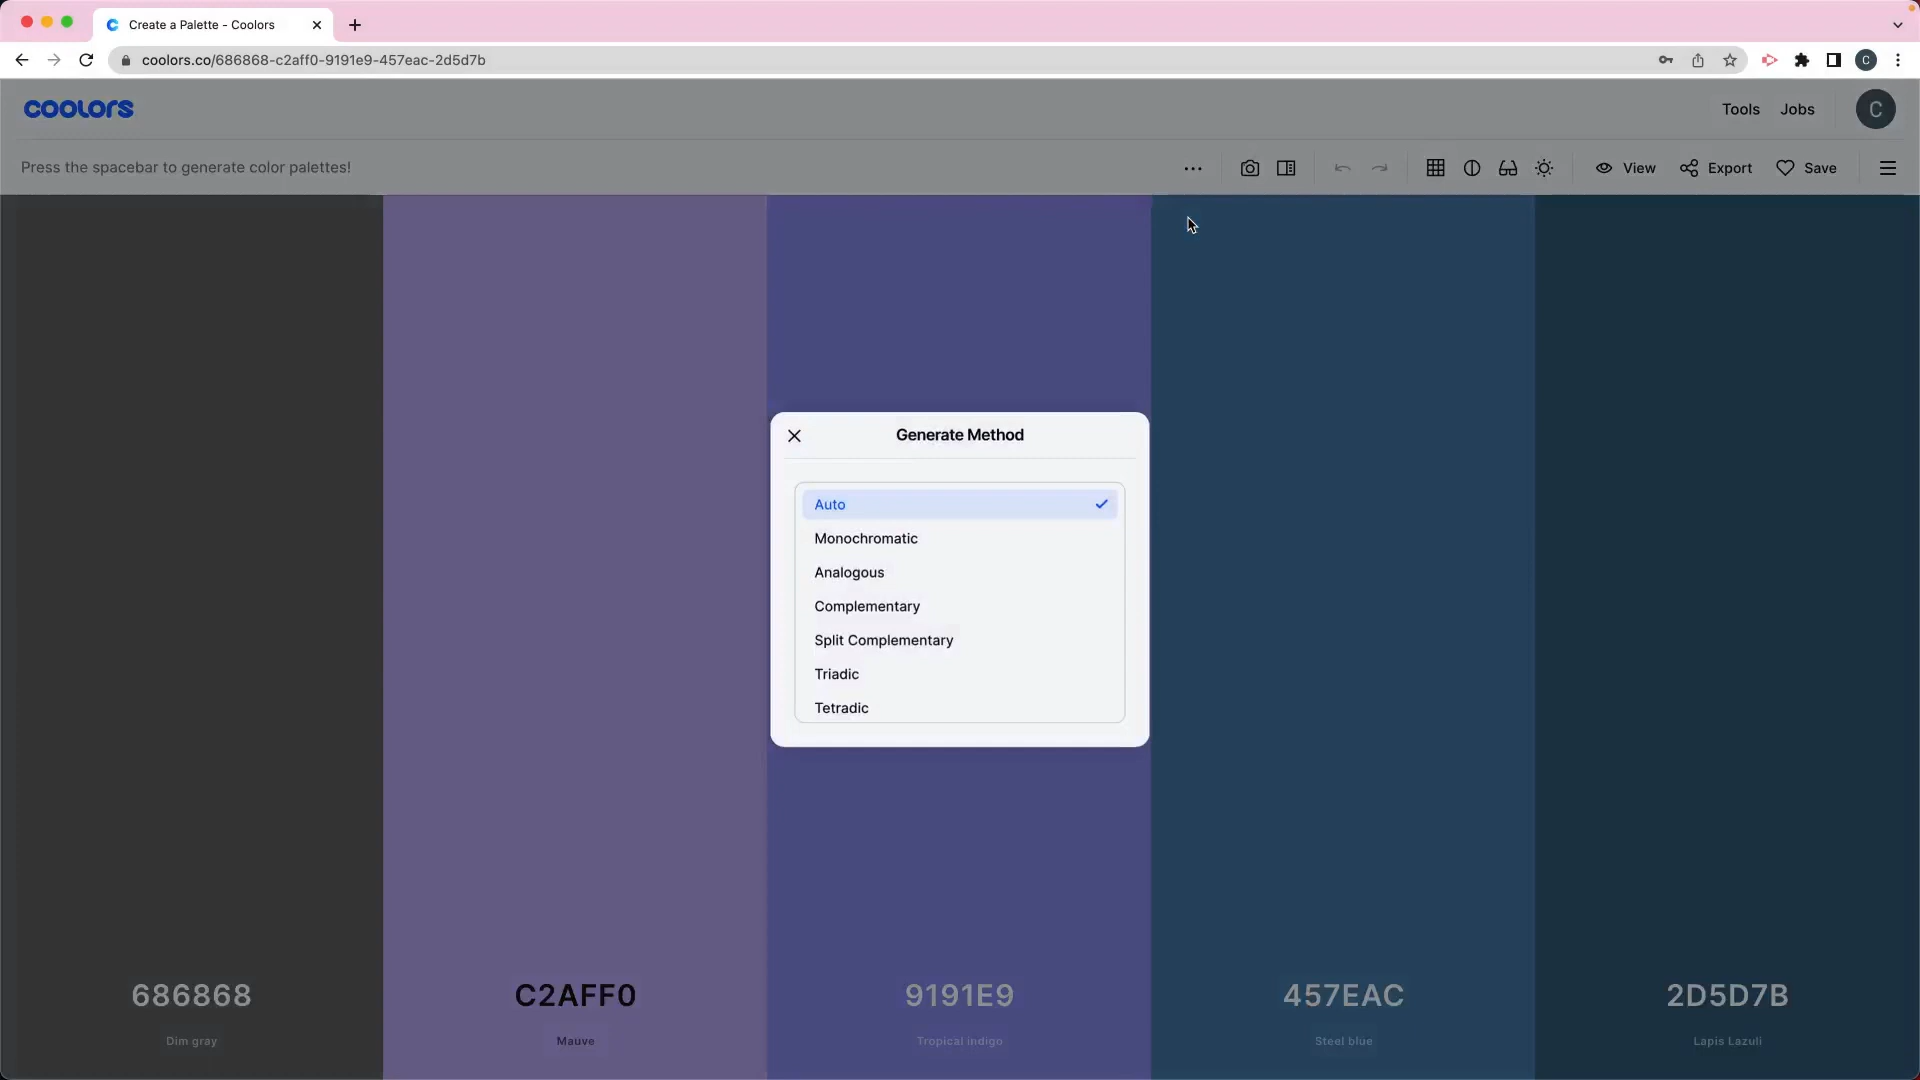 Create a Palette - Coolors
coolors.co/686868-c2aff0-9191e9-457eac-2d5d7b
C
coolors
Tools
Jobs
C
Press the spacebar to generate color palettes!
View
Export
Save
Generate Method
Auto
Monochromatic
Analogous
Complementary
Split Complementary
Triadic
Tetradic
686868
C2AFF0
9191E9
457EAC
2D5D7B
Dim gray
Mauve
Tropical indigo
Steel blue
Lapis Lazuli